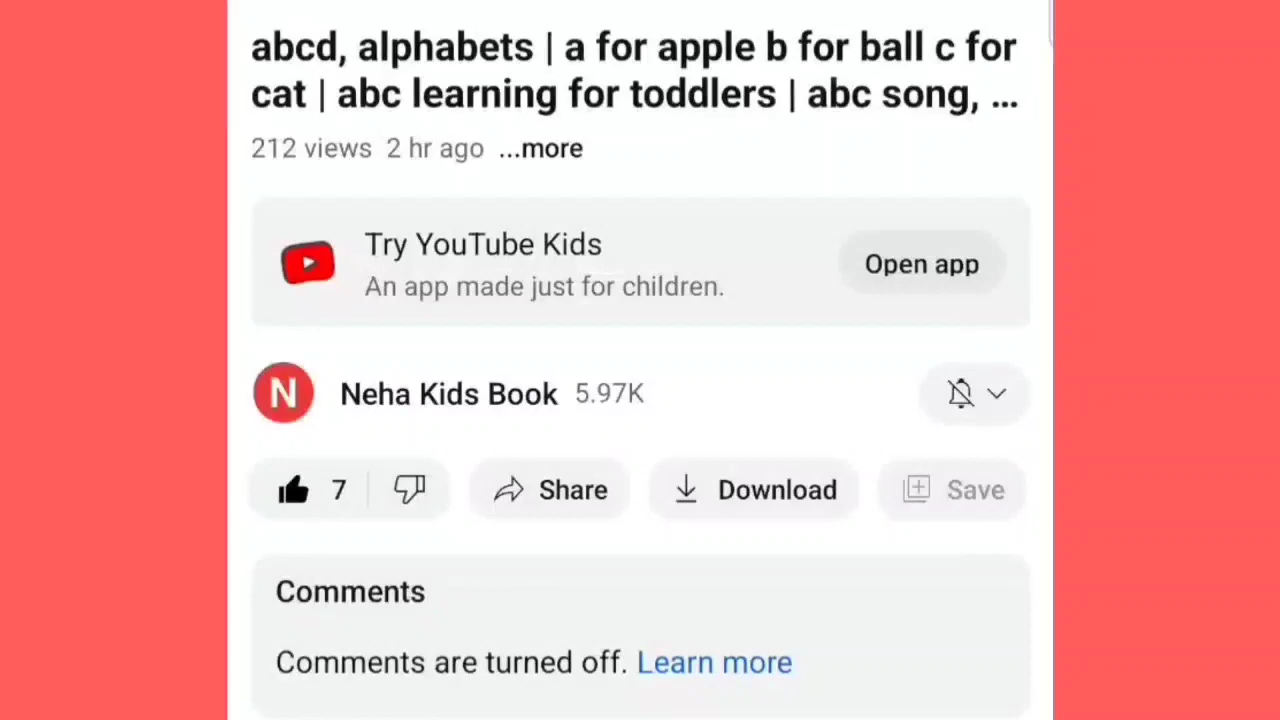 abcd, alphabets | a for apple b for ball c for
cat | abc learning for toddlers | abc song, ...
212 views 2 hr ago ...more
Try YouTube Kids
An app made just for children.
Open app
N
Neha Kids Book 5.97K
7 Share Download Save
Comments
Comments are turned off. Learn more